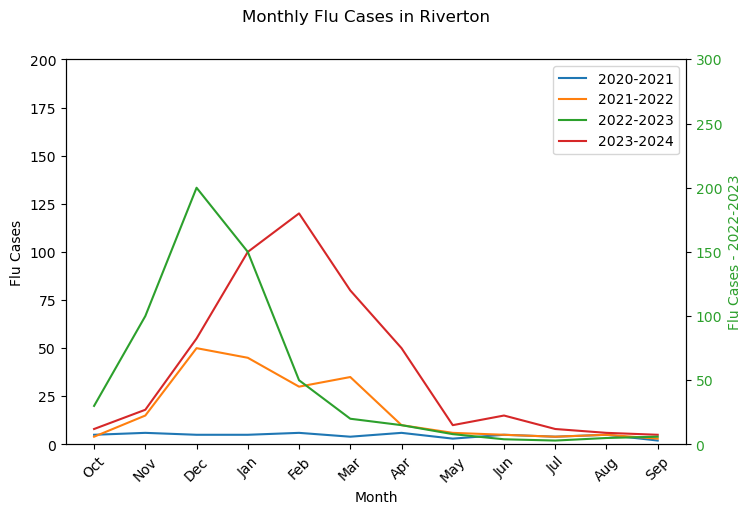 Monthly Flu Cases in Riverton
200
175
150
125
100
75
50
25
0
Flu Cases
300
250
200
150
100
50
0
Flu Cases - 2022-2023
2020-2021
2021-2022
2022-2023
2023-2024
Oct
Nov
Dec
Jan
Feb
Mar
Apr
May
Jun
Jul
Aug
Sep
Month